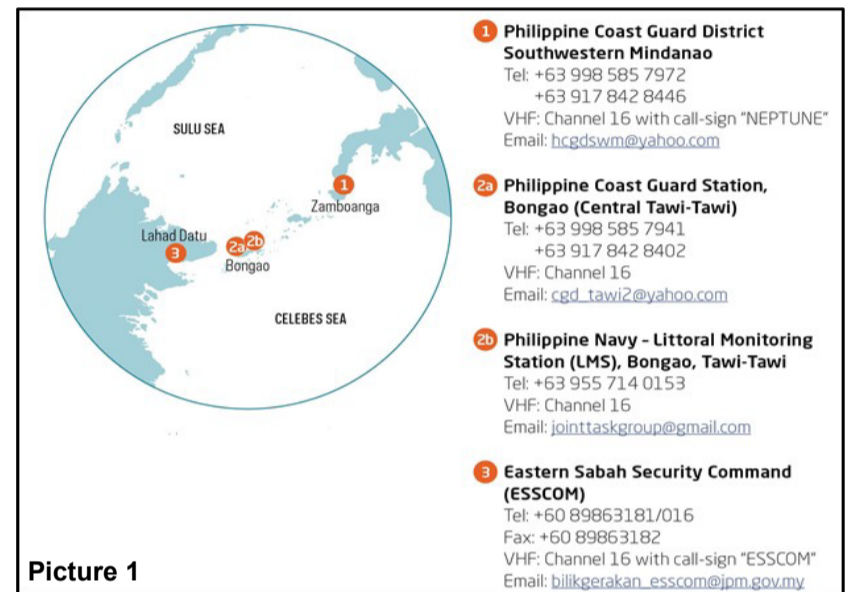 SULU SEA
1
Zamboanga
Lahad Datu
3
2a
2b
Bongao
CELEBES SEA
Picture 1
1 Philippine Coast Guard District
Southwestern Mindanao
Tel: +63 998 585 7972
+63 917 842 8446
VHF: Channel 16 with call-sign "NEPTUNE"
Email: hcgdswm@yahoo.com
2a Philippine Coast Guard Station,
Bongao (Central Tawi-Tawi)
Tel: +63 998 585 7941
+63 917 842 8402
VHF: Channel 16
Email: cgd_tawi2@yahoo.com
2b Philippine Navy – Littoral Monitoring
Station (LMS), Bongao, Tawi-Tawi
Tel: +63 955 714 0153
VHF: Channel 16
Email: jointtaskgroup@gmail.com
3 Eastern Sabah Security Command
(ESSCOM)
Tel: +60 89863181/016
Fax: +60 89863182
VHF: Channel 16 with call-sign "ESSCOM"
Email: bilikgerakan_esscom@jpm.gov.my